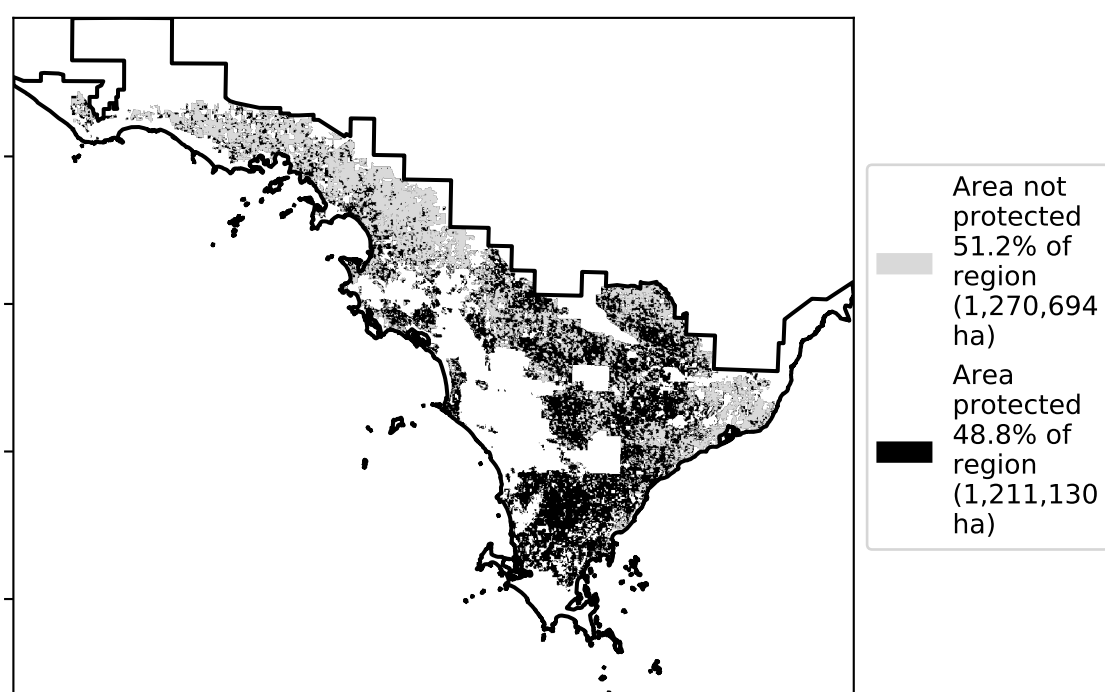 Area not
protected
51.2% of
region
(1,270,694
ha)
Area
protected
48.8% of
region
(1,211,130
ha)